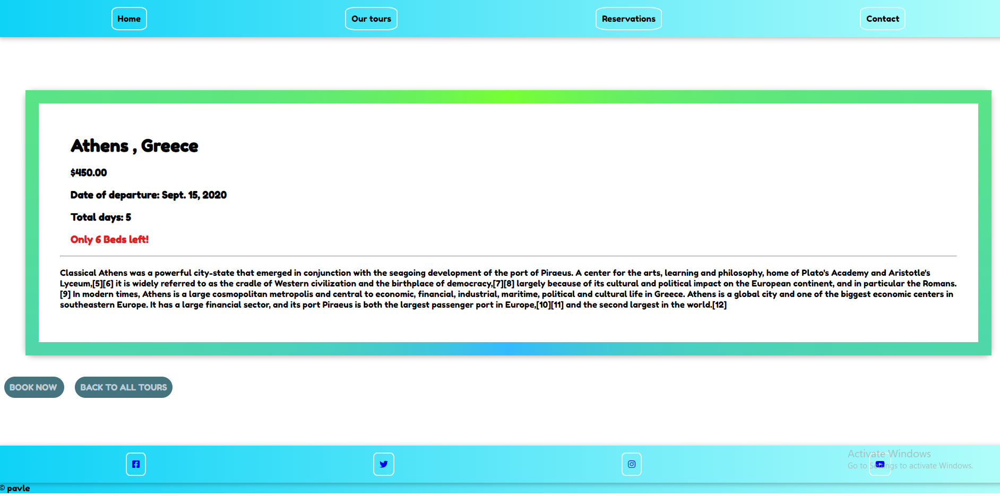 Home
Our tours
Reservations
Contact
Athens , Greece
$450.00
Date of departure: Sept. 15, 2020
Total days: 5
Only 6 Beds left!
Classical Athens was a powerful city-state that emerged in conjunction with the seagoing development of the port of Piraeus. A center for the arts, learning and philosophy, home of Plato's Academy and Aristotle's
Lyceum,[5][6] it is widely referred to as the cradle of Western civilization and the birthplace of democracy,[7][8] largely because of its cultural and political impact on the European continent, and in particular the Romans.
[9] In modern times, Athens is a large cosmopolitan metropolis and central to economic, financial, industrial, maritime, political and cultural life in Greece. Athens is a global city and one of the biggest economic centers in
southeastern Europe. It has a large financial sector, and its port Piraeus is both the largest passenger port in Europe,[10][11] and the second largest in the world.[12]
BOOK NOW
BACK TO ALL TOURS
Activate Windows
Go to Settings to activate Windows.
© pavle